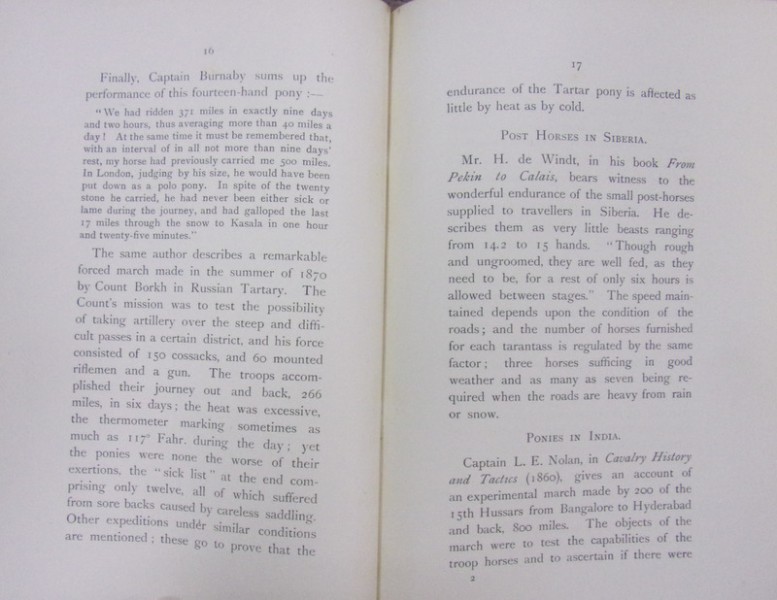 16
Finally, Captain Burnaby sums up the
performance of this fourteen-hand pony :—
"We had ridden 371 miles in exactly nine days
and two hours, thus averaging more than 40 miles a
day! At the same time it must be remembered that,
with an interval of in all not more than nine days'
rest, my horse had previously carried me 500 miles.
In London, judging by his size, he would have been
put down as a polo pony. In spite of the twenty
stone he carried, he had never been either sick or
lame during the journey, and had galloped the last
17 miles through the snow to Kasala in one hour
and twenty-five minutes."
The same author describes a remarkable
forced march made in the summer of 1870
by Count Borkh in Russian Tartary. The
Count's mission was to test the possibility
of taking artillery over the steep and diffi-
cult passes in a certain district, and his force
consisted of 150 cossacks, and 60 mounted
riflemen and a gun. The troops accom-
plished their journey out and back, 266
miles, in six days; the heat was excessive,
the thermometer marking sometimes as
much as 117° Fahr. during the day; yet
the ponies were none the worse of their
exertions, the "sick list" at the end com-
prising only twelve, all of which suffered
from sore backs caused by careless saddling.
Other expeditions under similar conditions
are mentioned; these go to prove that the
17
endurance of the Tartar pony is affected as
little by heat as by cold.
POST HORSES IN SIBERIA.
Mr. H. de Windt, in his book From
Pekin to Calais, bears witness to the
wonderful endurance of the small post-horses
supplied to travellers in Siberia. He de-
scribes them as very little beasts ranging
from 14.2 to 15 hands. "Though rough
and ungroomed, they are well fed, as they
need to be, for a rest of only six hours is
allowed between stages." The speed main-
tained depends upon the condition of the
roads; and the number of horses furnished
for each tarantass is regulated by the same
factor; three horses sufficing in good
weather and as many as seven being re-
quired when the roads are heavy from rain
or snow.
PONIES IN INDIA.
Captain L. E. Nolan, in Cavalry History
and Tactics (1860), gives an account of
an experimental march made by 200 of the
15th Hussars from Bangalore to Hyderabad
and back, 800 miles. The objects of the
march were to test the capabilities of the
troop horses and to ascertain if there were
2